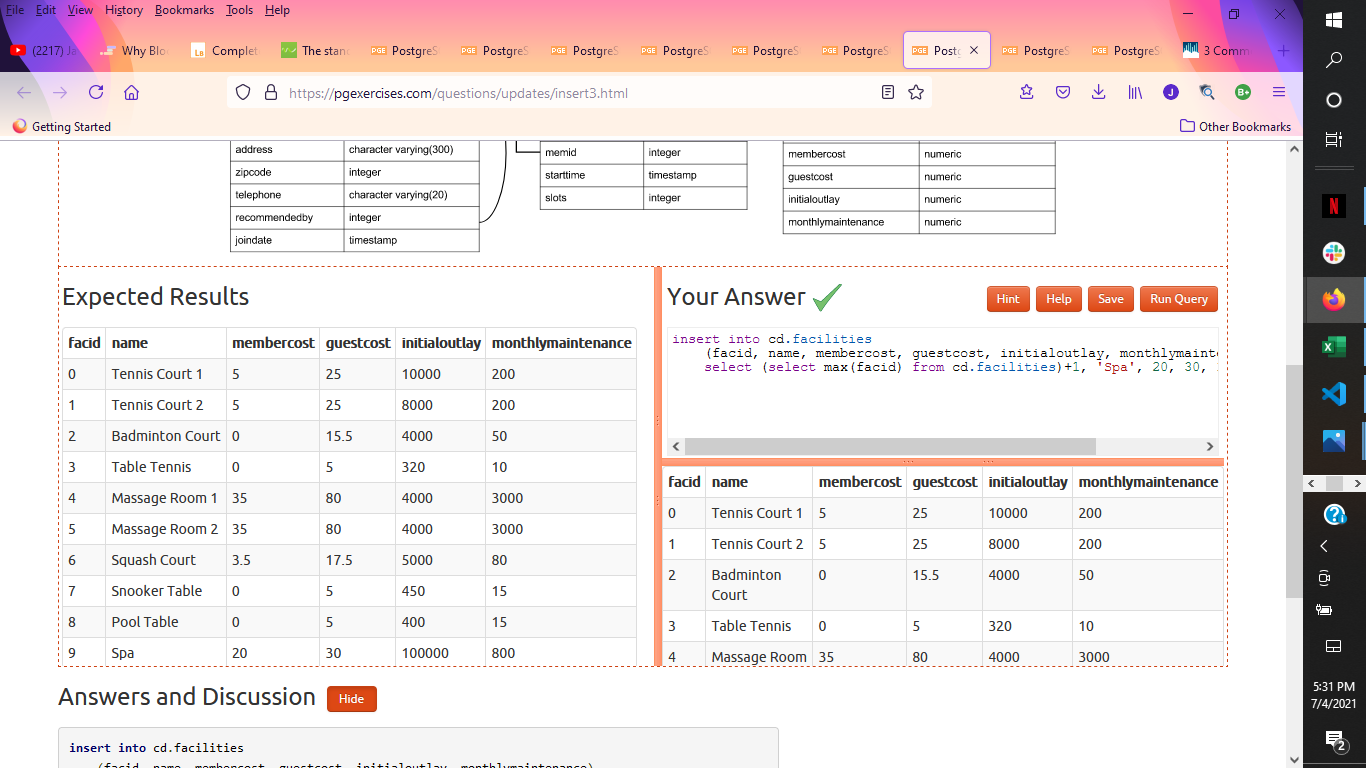 File Edit View History Bookmarks Tools Help
(2217) Ja Why Blo Complet The stan PostgreS PostgreS PostgreS PostgreS PostgreS PostgreS Postg PostgreS PostgreS 3 Comm
https://pgexercises.com/questions/updates/insert3.html
Getting Started Other Bookmarks
address character varying(300)
zipcode integer
telephone character varying(20)
recommendedby integer
joindate timestamp
memid integer
starttime timestamp
slots integer
membercost numeric
guestcost numeric
initialoutlay numeric
monthlymaintenance numeric
Expected Results
facid name membercost guestcost initialoutlay monthlymaintenance
0 Tennis Court 1 5 25 10000 200
1 Tennis Court 2 5 25 8000 200
2 Badminton Court 0 15.5 4000 50
3 Table Tennis 0 5 320 10
4 Massage Room 1 35 80 4000 3000
5 Massage Room 2 35 80 4000 3000
6 Squash Court 3.5 17.5 5000 80
7 Snooker Table 0 5 450 15
8 Pool Table 0 5 400 15
9 Spa 20 30 100000 800
Your Answer Hint Help Save Run Query
insert into cd.facilities
(facid, name, membercost, guestcost, initialoutlay, monthlymainte
select (select max(facid) from cd.facilities)+1, 'Spa', 20, 30,
facid name membercost guestcost initialoutlay monthlymaintenance
0 Tennis Court 1 5 25 10000 200
1 Tennis Court 2 5 25 8000 200
2 Badminton 0 15.5 4000 50
Court
3 Table Tennis 0 5 320 10
4 Massage Room 35 80 4000 3000
Answers and Discussion Hide
insert into cd.facilities
(facid, name, membercost, guestcost, initialoutlay, monthlymaintenance)
5:31 PM
7/4/2021
2